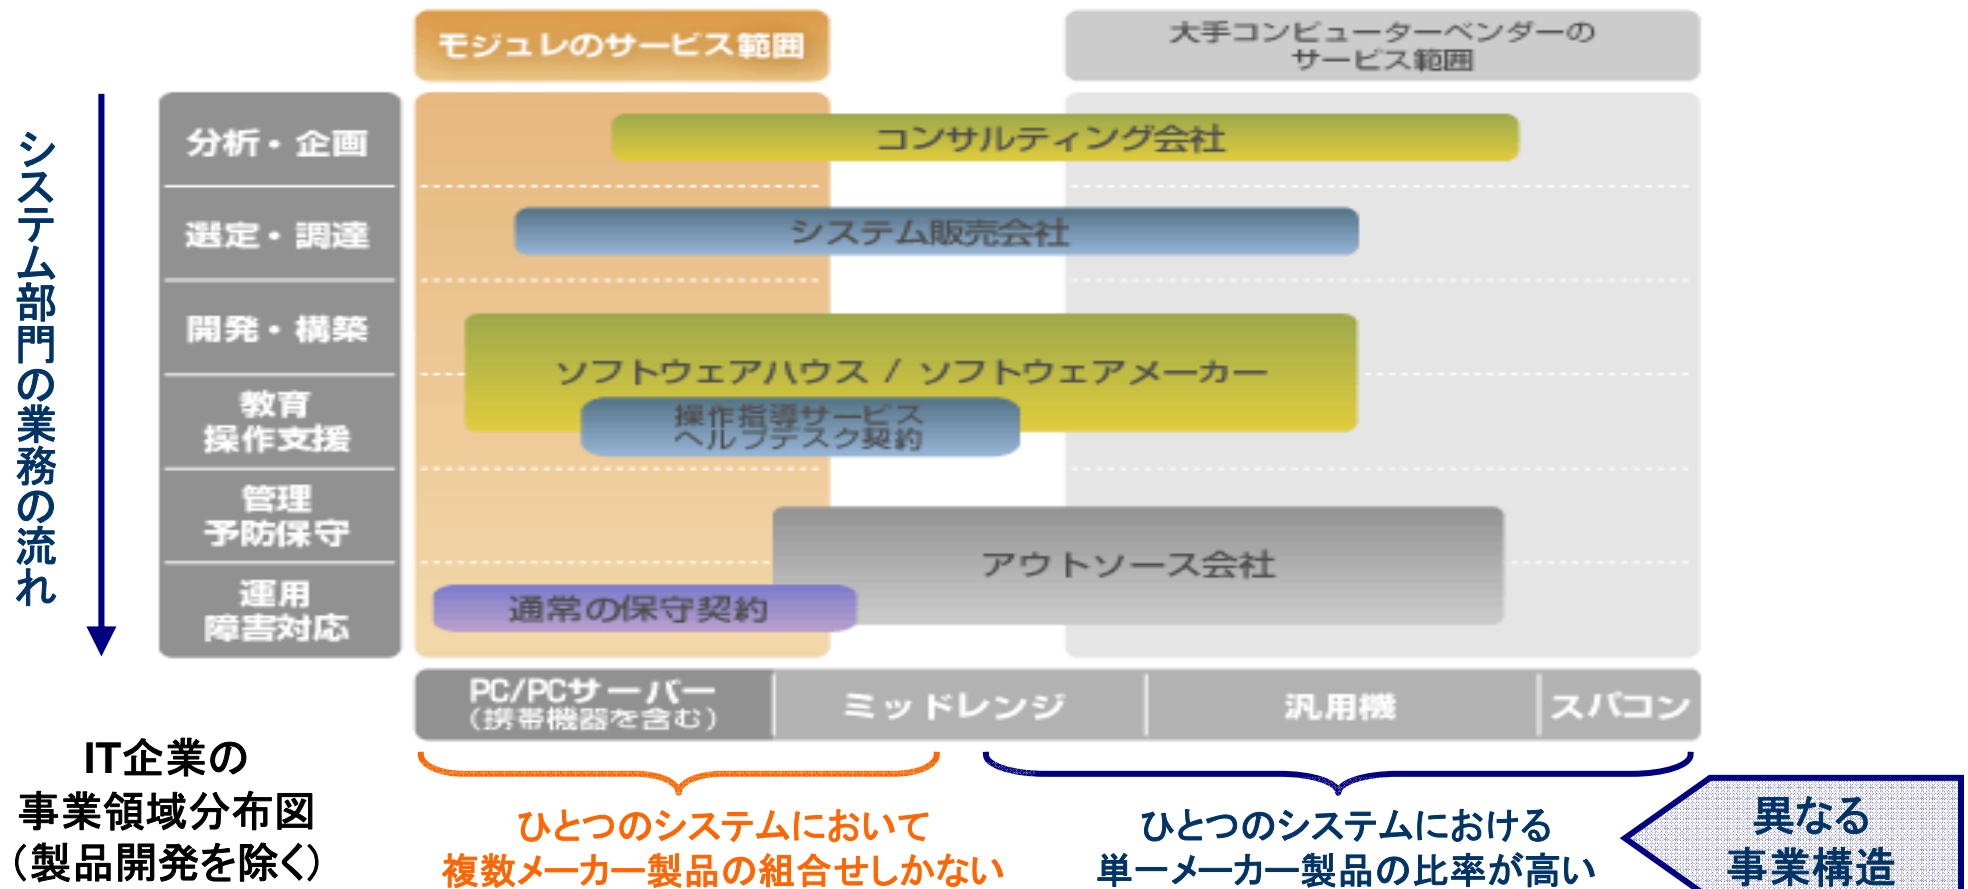 モジュレのサービス範囲
大手コンピューターベンダーの
サービス範囲
システム部門の業務の流れ
分析・企画
コンサルティング会社
選定・調達
システム販売会社
開発・構築
ソフトウェアハウス / ソフトウェアメーカー
教育
操作支援
操作指導サービス
ヘルプデスク契約
管理
予防保守
アウトソース会社
運用
障害対応
通常の保守契約
PC/PCサーバー
(携帯機器を含む)
ミッドレンジ
汎用機
スパコン
IT企業の
事業領域分布図
(製品開発を除く)
ひとつのシステムにおいて
複数メーカー製品の組合せしかない
ひとつのシステムにおける
単一メーカー製品の比率が高い
異なる
事業構造